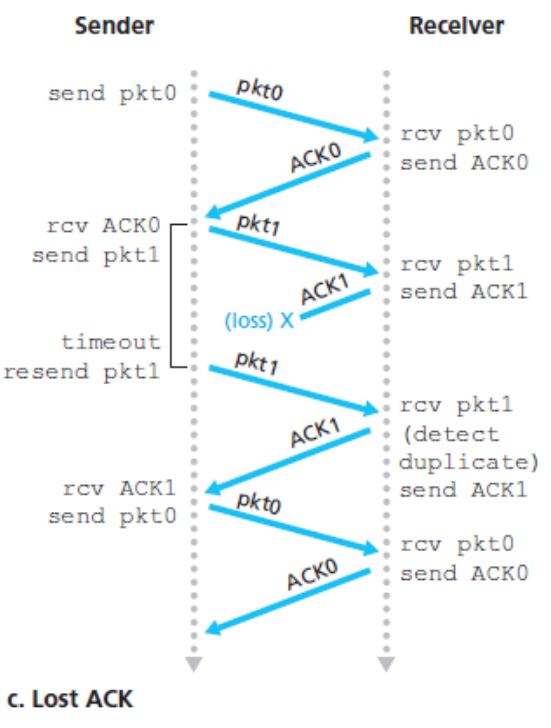 Sender
Receiver
send pkt0
pkt0
rcv pkt0
send ACK0
ACK0
rcv ACK0
send pkt1
pkt1
rcv pkt1
send ACK1
ACK1
(loss) X
timeout
resend pkt1
pkt1
rcv pkt1
(detect
duplicate)
send ACK1
ACK1
rcv ACK1
send pkt0
pkt0
rcv pkt0
send ACK0
ACK0
c. Lost ACK